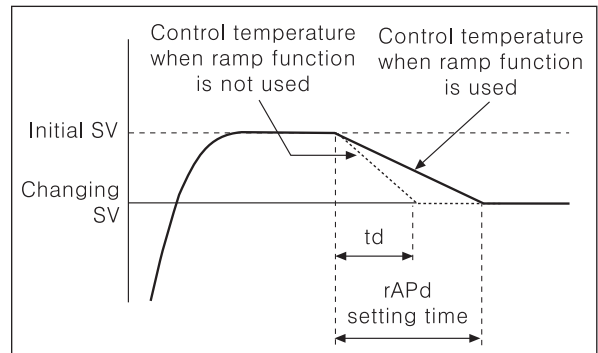 Control temperature
when ramp function
is not used
Control temperature
when ramp function
is used
Initial SV
Changing
SV
td
rAPd
setting time